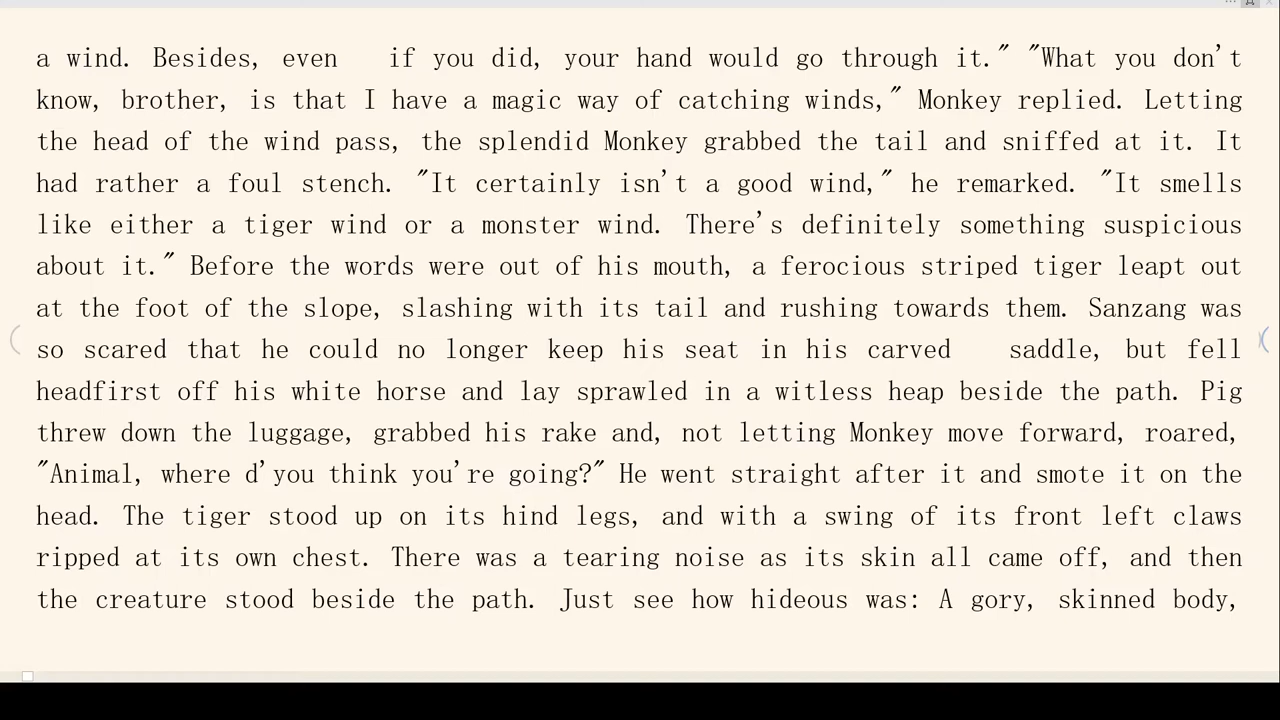 a wind. Besides, even if you did, your hand would go through it." "What you don't
know, brother, is that I have a magic way of catching winds," Monkey replied. Letting
the head of the wind pass, the splendid Monkey grabbed the tail and sniffed at it. It
had rather a foul stench. "It certainly isn't a good wind," he remarked. "It smells
like either a tiger wind or a monster wind. There's definitely something suspicious
about it." Before the words were out of his mouth, a ferocious striped tiger leapt out
at the foot of the slope, slashing with its tail and rushing towards them. Sanzang was
so scared that he could no longer keep his seat in his carved saddle, but fell
headfirst off his white horse and lay sprawled in a witless heap beside the path. Pig
threw down the luggage, grabbed his rake and, not letting Monkey move forward, roared,
"Animal, where d'you think you're going?" He went straight after it and smote it on the
head. The tiger stood up on its hind legs, and with a swing of its front left claws
ripped at its own chest. There was a tearing noise as its skin all came off, and then
the creature stood beside the path. Just see how hideous was: A gory, skinned body,